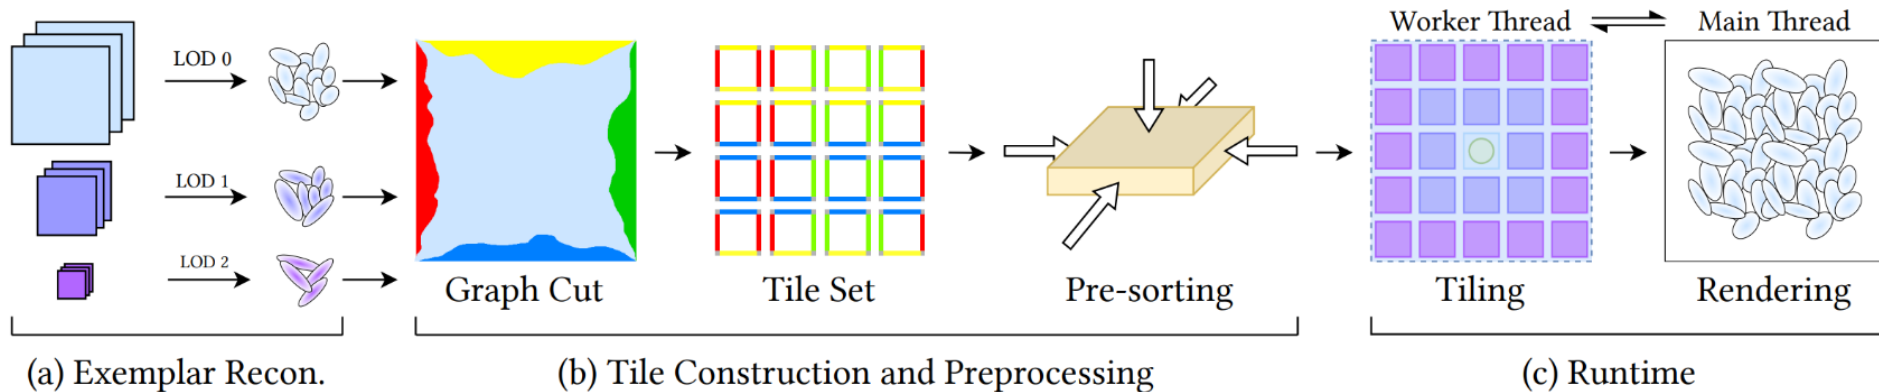 LOD 0
LOD 1
LOD 2
(a) Exemplar Recon.
Graph Cut
Tile Set
Pre-sorting
(b) Tile Construction and Preprocessing
Worker Thread
Main Thread
Tiling
Rendering
(c) Runtime